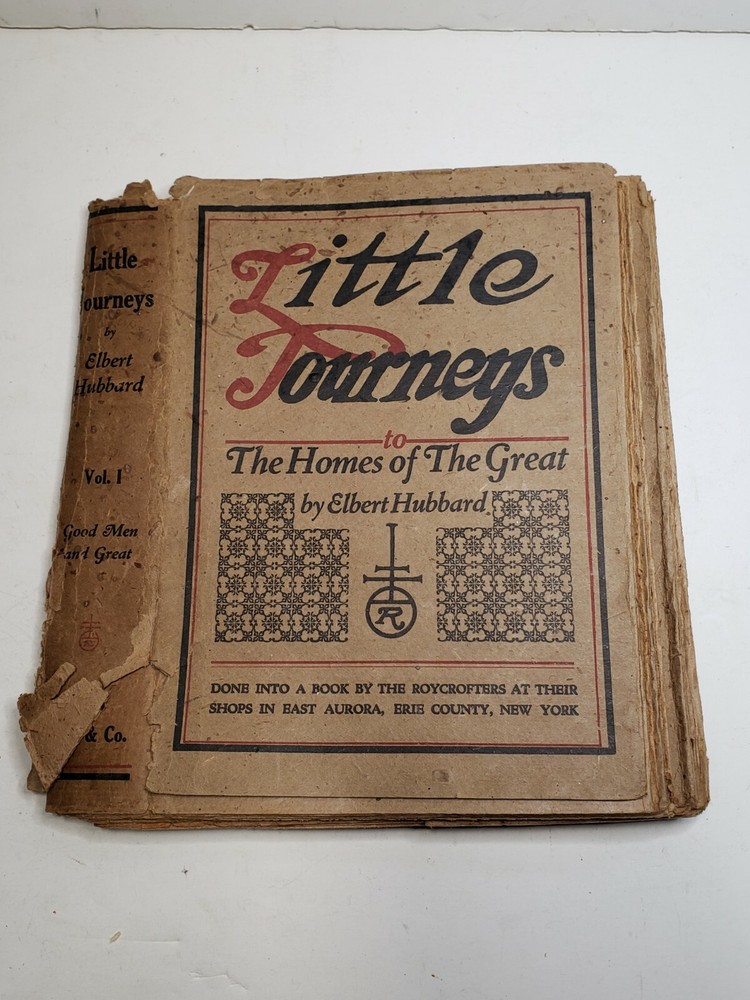 Little
Journeys
to
The Homes of The Great
by Elbert Hubbard
R
DONE INTO A BOOK BY THE ROYCROFTERS AT THEIR
SHOPS IN EAST AURORA, ERIE COUNTY, NEW YORK
Little
ourneys
by
Elbert
Hubbard
Vol. I
Good Men
and Great
& Co.